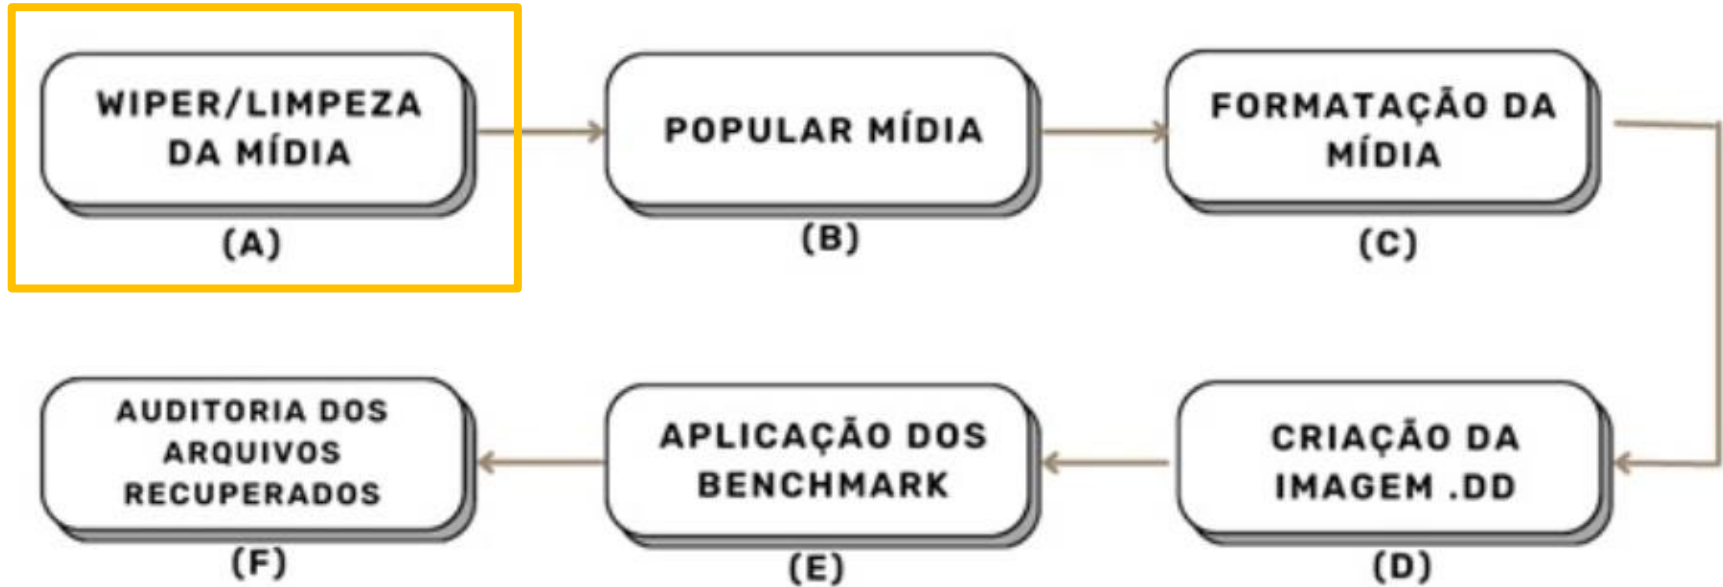 WIPER/LIMPEZA
DA MÍDIA
(A)
POPULAR MÍDIA
(B)
FORMATAÇÃO DA
MÍDIA
(C)
CRIAÇÃO DA
IMAGEM .DD
(D)
APLICAÇÃO DOS
BENCHMARK
(E)
AUDITORIA DOS
ARQUIVOS
RECUPERADOS
(F)